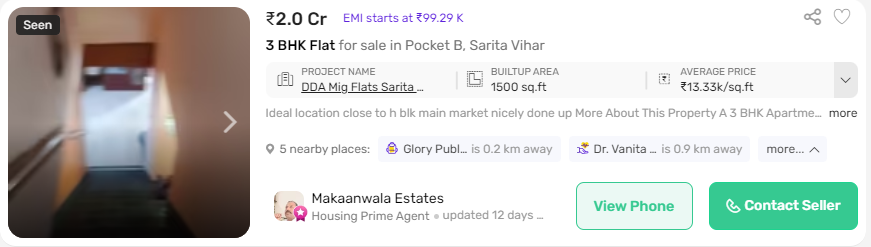 Seen
₹2.0 Cr EMI starts at ₹99.29 K
3 BHK Flat for sale in Pocket B, Sarita Vihar
PROJECT NAME
DDA Mig Flats Sarita ...
BUILTUP AREA
1500 sq.ft
AVERAGE PRICE
₹13.33k/sq.ft
Ideal location close to h blk main market nicely done up More About This Property A 3 BHK Apartme... more
5 nearby places: Glory Publ... is 0.2 km away Dr. Vanita ... is 0.9 km away more...
Makaanwala Estates
Housing Prime Agent • updated 12 days ...
View Phone
Contact Seller